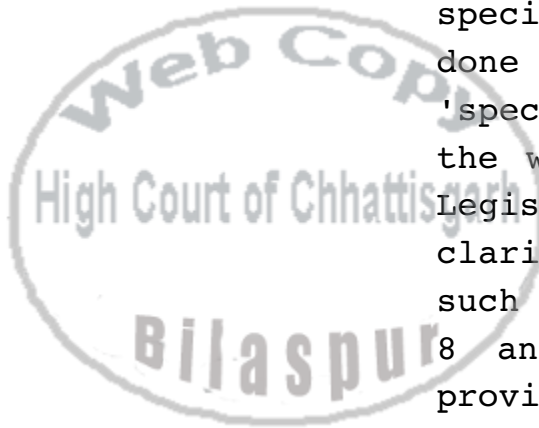 speci
done
'spec
the w
Legis
clari
such
8 an
provi
Web Copy
High Court of Chhattisgarh
Bilaspur